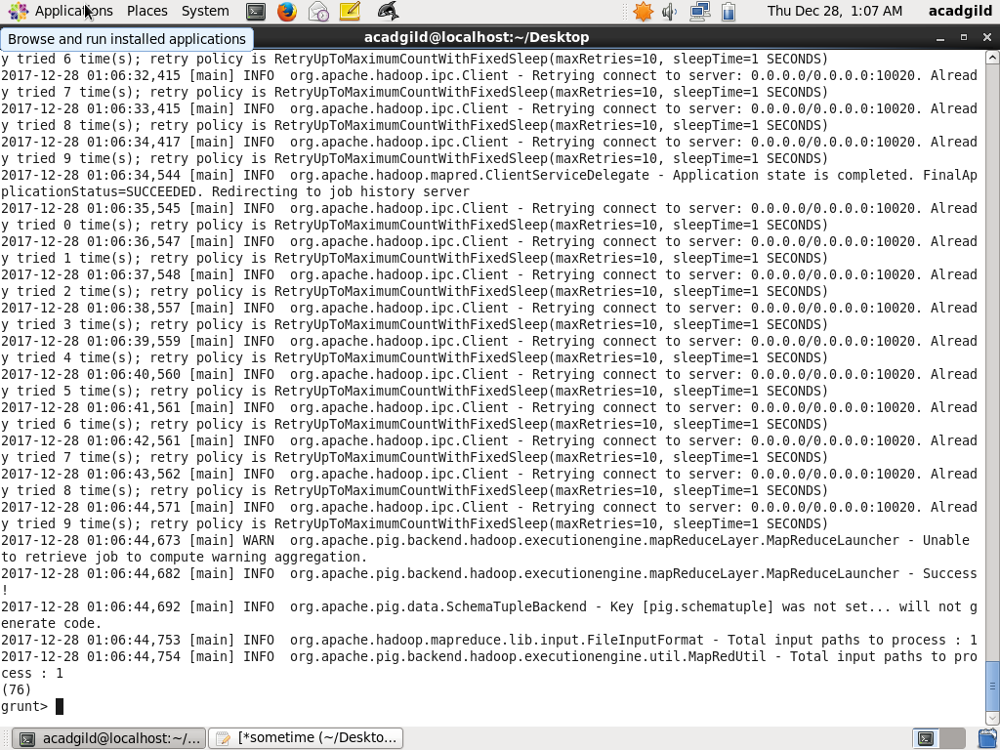 Applications Places System Thu Dec 28, 1:07 AM acadgild
Browse and run installed applications
acadgild@localhost:~/Desktop
y tried 6 time(s); retry policy is RetryUpToMaximumCountWithFixedSleep(maxRetries=10, sleepTime=1 SECONDS)
2017-12-28 01:06:32,415 [main] INFO  org.apache.hadoop.ipc.Client - Retrying connect to server: 0.0.0.0/0.0.0.0:10020. Alread
y tried 7 time(s); retry policy is RetryUpToMaximumCountWithFixedSleep(maxRetries=10, sleepTime=1 SECONDS)
2017-12-28 01:06:33,415 [main] INFO  org.apache.hadoop.ipc.Client - Retrying connect to server: 0.0.0.0/0.0.0.0:10020. Alread
y tried 8 time(s); retry policy is RetryUpToMaximumCountWithFixedSleep(maxRetries=10, sleepTime=1 SECONDS)
2017-12-28 01:06:34,417 [main] INFO  org.apache.hadoop.ipc.Client - Retrying connect to server: 0.0.0.0/0.0.0.0:10020. Alread
y tried 9 time(s); retry policy is RetryUpToMaximumCountWithFixedSleep(maxRetries=10, sleepTime=1 SECONDS)
2017-12-28 01:06:34,544 [main] INFO  org.apache.hadoop.mapred.ClientServiceDelegate - Application state is completed. FinalAp
plicationStatus=SUCCEEDED. Redirecting to job history server
2017-12-28 01:06:35,545 [main] INFO  org.apache.hadoop.ipc.Client - Retrying connect to server: 0.0.0.0/0.0.0.0:10020. Alread
y tried 0 time(s); retry policy is RetryUpToMaximumCountWithFixedSleep(maxRetries=10, sleepTime=1 SECONDS)
2017-12-28 01:06:36,547 [main] INFO  org.apache.hadoop.ipc.Client - Retrying connect to server: 0.0.0.0/0.0.0.0:10020. Alread
y tried 1 time(s); retry policy is RetryUpToMaximumCountWithFixedSleep(maxRetries=10, sleepTime=1 SECONDS)
2017-12-28 01:06:37,548 [main] INFO  org.apache.hadoop.ipc.Client - Retrying connect to server: 0.0.0.0/0.0.0.0:10020. Alread
y tried 2 time(s); retry policy is RetryUpToMaximumCountWithFixedSleep(maxRetries=10, sleepTime=1 SECONDS)
2017-12-28 01:06:38,557 [main] INFO  org.apache.hadoop.ipc.Client - Retrying connect to server: 0.0.0.0/0.0.0.0:10020. Alread
y tried 3 time(s); retry policy is RetryUpToMaximumCountWithFixedSleep(maxRetries=10, sleepTime=1 SECONDS)
2017-12-28 01:06:39,559 [main] INFO  org.apache.hadoop.ipc.Client - Retrying connect to server: 0.0.0.0/0.0.0.0:10020. Alread
y tried 4 time(s); retry policy is RetryUpToMaximumCountWithFixedSleep(maxRetries=10, sleepTime=1 SECONDS)
2017-12-28 01:06:40,560 [main] INFO  org.apache.hadoop.ipc.Client - Retrying connect to server: 0.0.0.0/0.0.0.0:10020. Alread
y tried 5 time(s); retry policy is RetryUpToMaximumCountWithFixedSleep(maxRetries=10, sleepTime=1 SECONDS)
2017-12-28 01:06:41,561 [main] INFO  org.apache.hadoop.ipc.Client - Retrying connect to server: 0.0.0.0/0.0.0.0:10020. Alread
y tried 6 time(s); retry policy is RetryUpToMaximumCountWithFixedSleep(maxRetries=10, sleepTime=1 SECONDS)
2017-12-28 01:06:42,561 [main] INFO  org.apache.hadoop.ipc.Client - Retrying connect to server: 0.0.0.0/0.0.0.0:10020. Alread
y tried 7 time(s); retry policy is RetryUpToMaximumCountWithFixedSleep(maxRetries=10, sleepTime=1 SECONDS)
2017-12-28 01:06:43,562 [main] INFO  org.apache.hadoop.ipc.Client - Retrying connect to server: 0.0.0.0/0.0.0.0:10020. Alread
y tried 8 time(s); retry policy is RetryUpToMaximumCountWithFixedSleep(maxRetries=10, sleepTime=1 SECONDS)
2017-12-28 01:06:44,571 [main] INFO  org.apache.hadoop.ipc.Client - Retrying connect to server: 0.0.0.0/0.0.0.0:10020. Alread
y tried 9 time(s); retry policy is RetryUpToMaximumCountWithFixedSleep(maxRetries=10, sleepTime=1 SECONDS)
2017-12-28 01:06:44,673 [main] WARN  org.apache.pig.backend.hadoop.executionengine.mapReduceLayer.MapReduceLauncher - Unable
to retrieve job to compute warning aggregation.
2017-12-28 01:06:44,682 [main] INFO  org.apache.pig.backend.hadoop.executionengine.mapReduceLayer.MapReduceLauncher - Success
!
2017-12-28 01:06:44,692 [main] INFO  org.apache.pig.data.SchemaTupleBackend - Key [pig.schematuple] was not set... will not g
enerate code.
2017-12-28 01:06:44,753 [main] INFO  org.apache.hadoop.mapreduce.lib.input.FileInputFormat - Total input paths to process : 1
2017-12-28 01:06:44,754 [main] INFO  org.apache.pig.backend.hadoop.executionengine.util.MapRedUtil - Total input paths to pro
cess : 1
(76)
grunt>
acadgild@localhost:~/... [*sometime (~/Deskto...